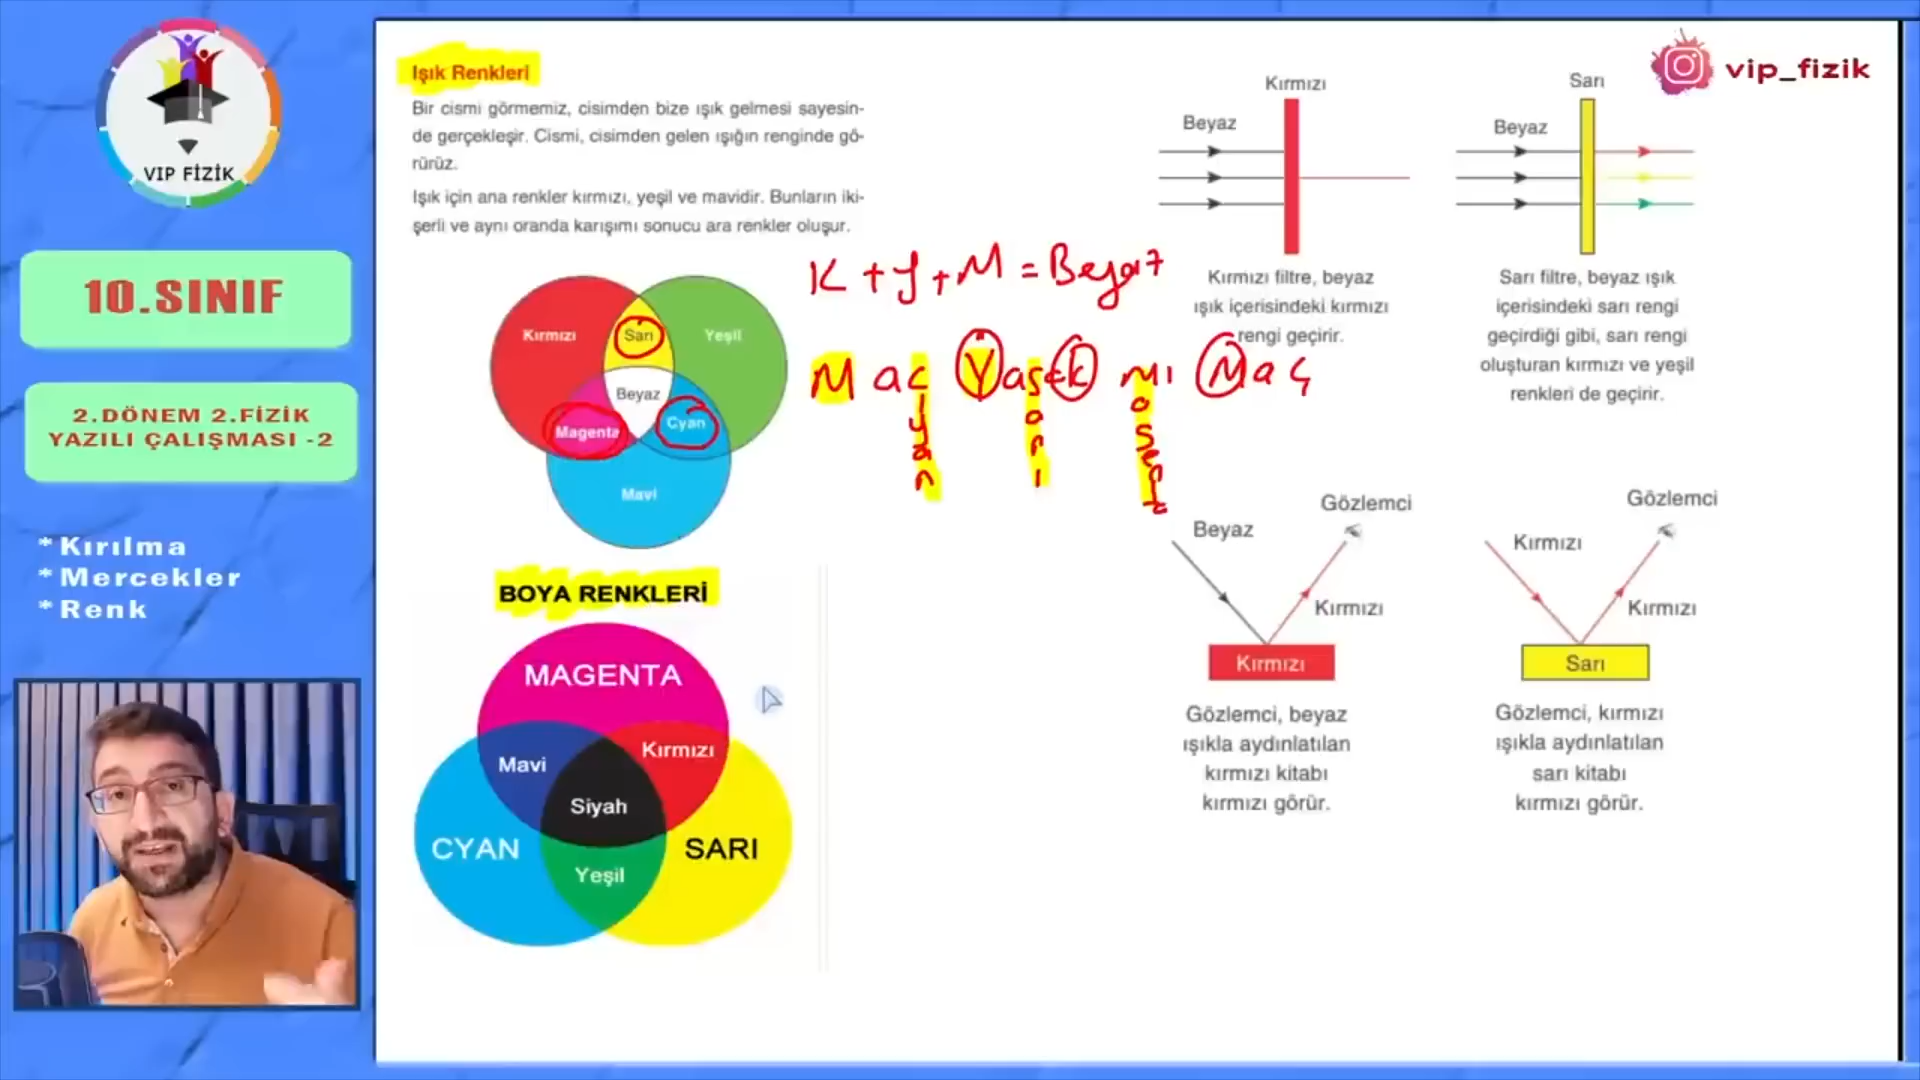 VIP FİZİK
10.SINIF
2.DÖNEM 2.FİZİK
YAZILI ÇALIŞMASI -2
* Kırılma
* Mercekler
* Renk
Işık Renkleri
Bir cismi görmemiz, cisimden bize ışık gelmesi sayesin-
de gerçekleşir. Cismi, cisimden gelen ışığın renginde gö-
rürüz.
Işık için ana renkler kırmızı, yeşil ve mavidir. Bunların iki-
şerli ve aynı oranda karışımı sonucu ara renkler oluşur.
Kırmızı
Sarı
Yeşil
Beyaz
Magenta
Cyan
Mavi
K + Y + M = Beyaz
Maç Yaşek mı Maç
ciyan
sarı
BOYA RENKLERİ
MAGENTA
Mavi
Kırmızı
Siyah
CYAN
SARI
Yeşil
vip_fizik
Kırmızı
Beyaz
Kırmızı filtre, beyaz
ışık içerisindeki kırmızı
rengi geçirir.
Sarı
Beyaz
Sarı filtre, beyaz ışık
içerisindeki sarı rengi
geçirdiği gibi, sarı rengi
oluşturan kırmızı ve yeşil
renkleri de geçirir.
Gözlemci
Beyaz
Kırmızı
Kırmızı
Gözlemci, beyaz
ışıkla aydınlatılan
kırmızı kitabı
kırmızı görür.
Gözlemci
Kırmızı
Kırmızı
Sarı
Gözlemci, kırmızı
ışıkla aydınlatılan
sarı kitabı
kırmızı görür.